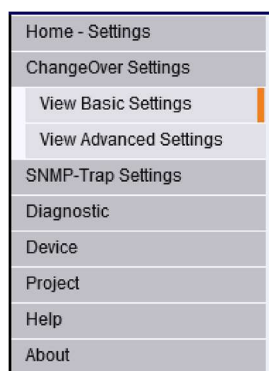 Home - Settings
ChangeOver Settings
View Basic Settings
View Advanced Settings
SNMP-Trap Settings
Diagnostic
Device
Project
Help
About